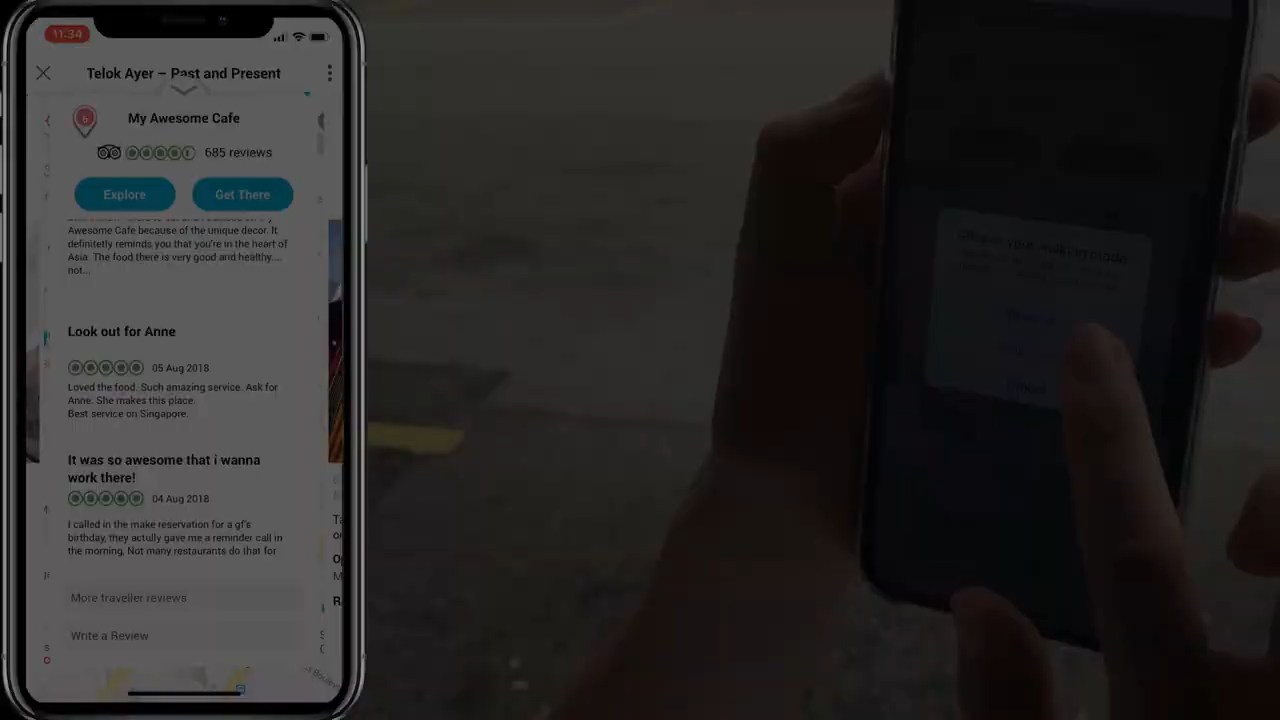 11:34
Telok Ayer – Past and Present
6
My Awesome Cafe
685 reviews
Explore
Get There
Awesome Cafe because of the unique decor. It
definitetly reminds you that you're in the heart of
Asia. The food there is very good and healthy....
not...
Look out for Anne
05 Aug 2018
Loved the food. Such amazing service. Ask for
Anne. She makes this place.
Best service on Singapore.
It was so awesome that i wanna
work there!
04 Aug 2018
I called in the make reservation for a gf's
birthday, they actully gave me a reminder call in
the morning, Not many restaurants do that for
More traveller reviews
Write a Review